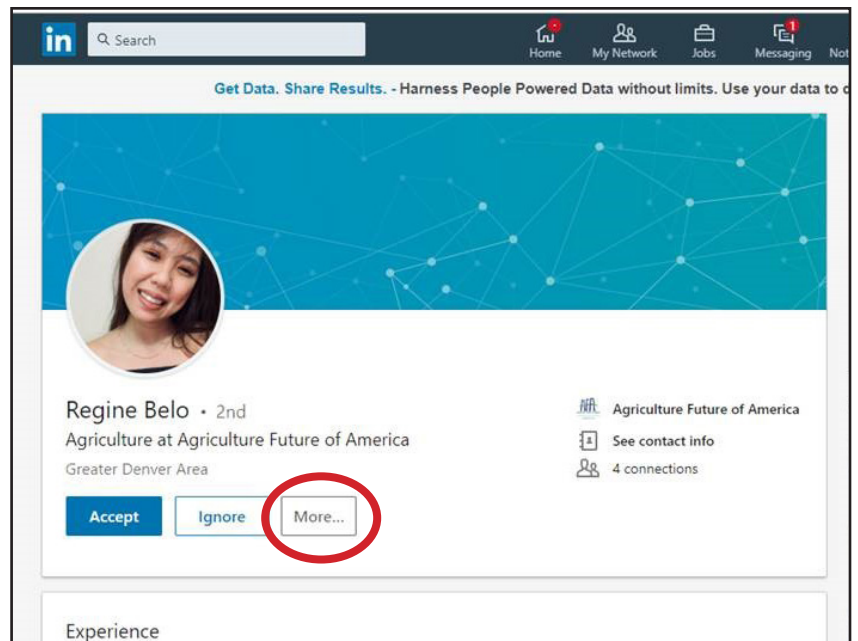 in Search
Home My Network Jobs Messaging Not
1
Get Data. Share Results. - Harness People Powered Data without limits. Use your data to
Regine Belo • 2nd
Agriculture at Agriculture Future of America
Greater Denver Area
Agriculture Future of America
See contact info
4 connections
Accept Ignore More...
Experience